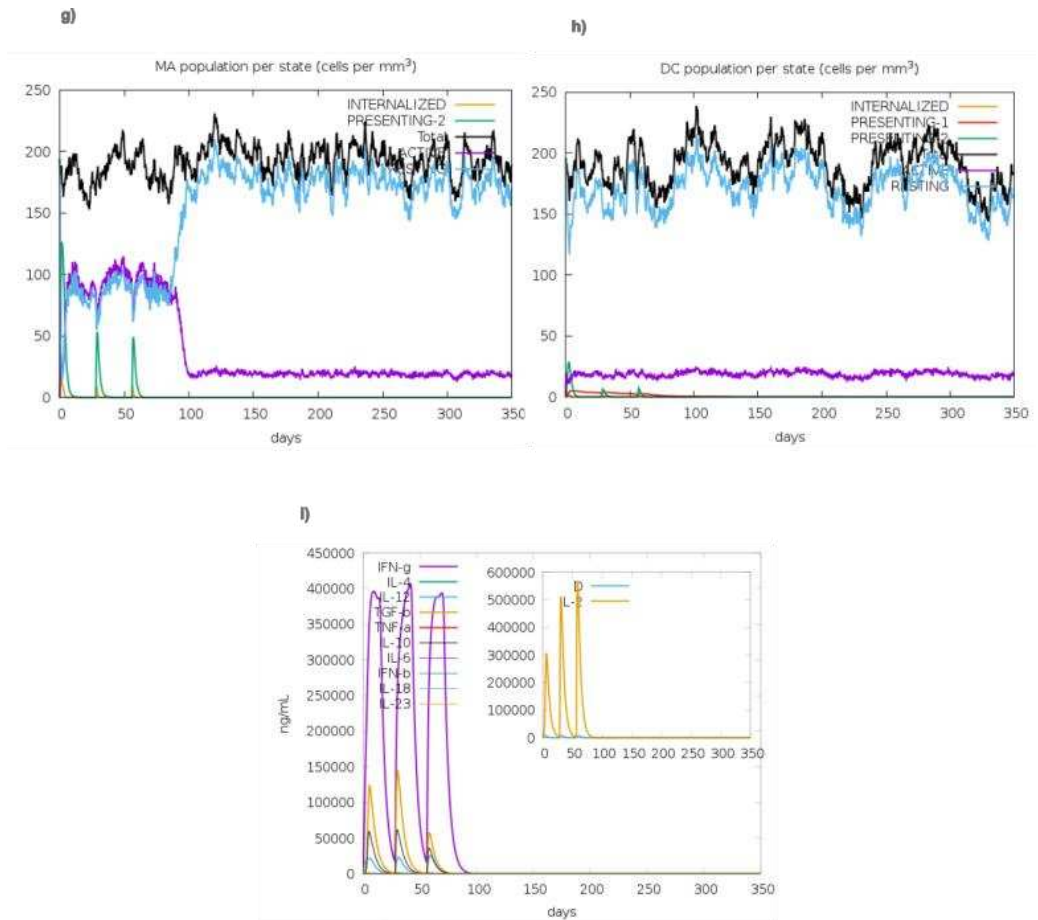 g)
MA population per state (cells per mm³)
250
200
150
100
50
0
INTERNALIZED
PRESENTING-2
Total
0 50 100 150 200 250 300 350
days
h)
DC population per state (cells per mm³)
250
200
150
100
50
0
INTERNALIZED
PRESENTING-1
RESTING
0 50 100 150 200 250 300 350
days
i)
450000
400000
350000
300000
250000
200000
150000
100000
50000
0
ng/mL
IFN-g
IL-4
IL-12
TGF-b
TNF-a
IL-10
IL-6
IFN-b
IL-18
IL-23
0 50 100 150 200 250 300 350
days
600000
500000
400000
300000
200000
100000
0
D
IL-2
0 50 100 150 200 250 300 350